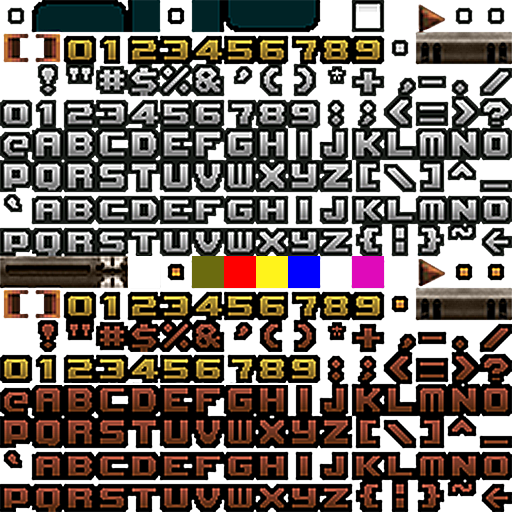 [ ] 0123456789
!"#$%&'()*+,-./
0123456789:;<=>?
@ABCDEFGHIJKLMNO
PQRSTUVWXYZ[\]^_
`ABCDEFGHIJKLMNO
PQRSTUVWXYZ{¦}~←
[ ] 0123456789
!"#$%&'()*+,-./
0123456789:;<=>?
@ABCDEFGHIJKLMNO
PQRSTUVWXYZ[\]^_
`ABCDEFGHIJKLMNO
PQRSTUVWXYZ{¦}~←